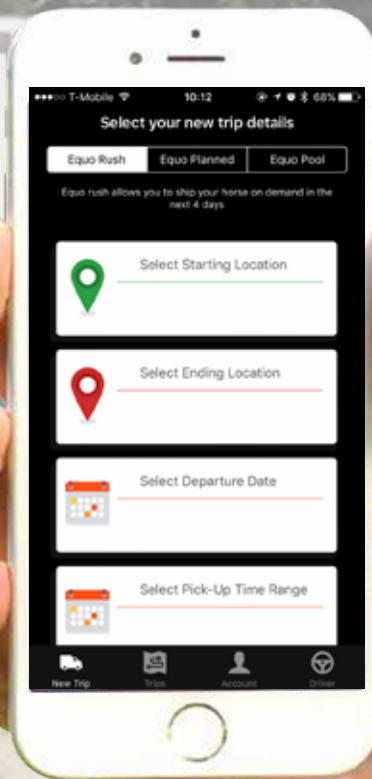 T-Mobile 10:12 68%
Select your new trip details
Equo Rush Equo Planned Equo Pool
Equo rush allows you to ship your horse on demand in the
next 4 days
Select Starting Location
Select Ending Location
Select Departure Date
Select Pick-Up Time Range
New Trip Trips Account Driver